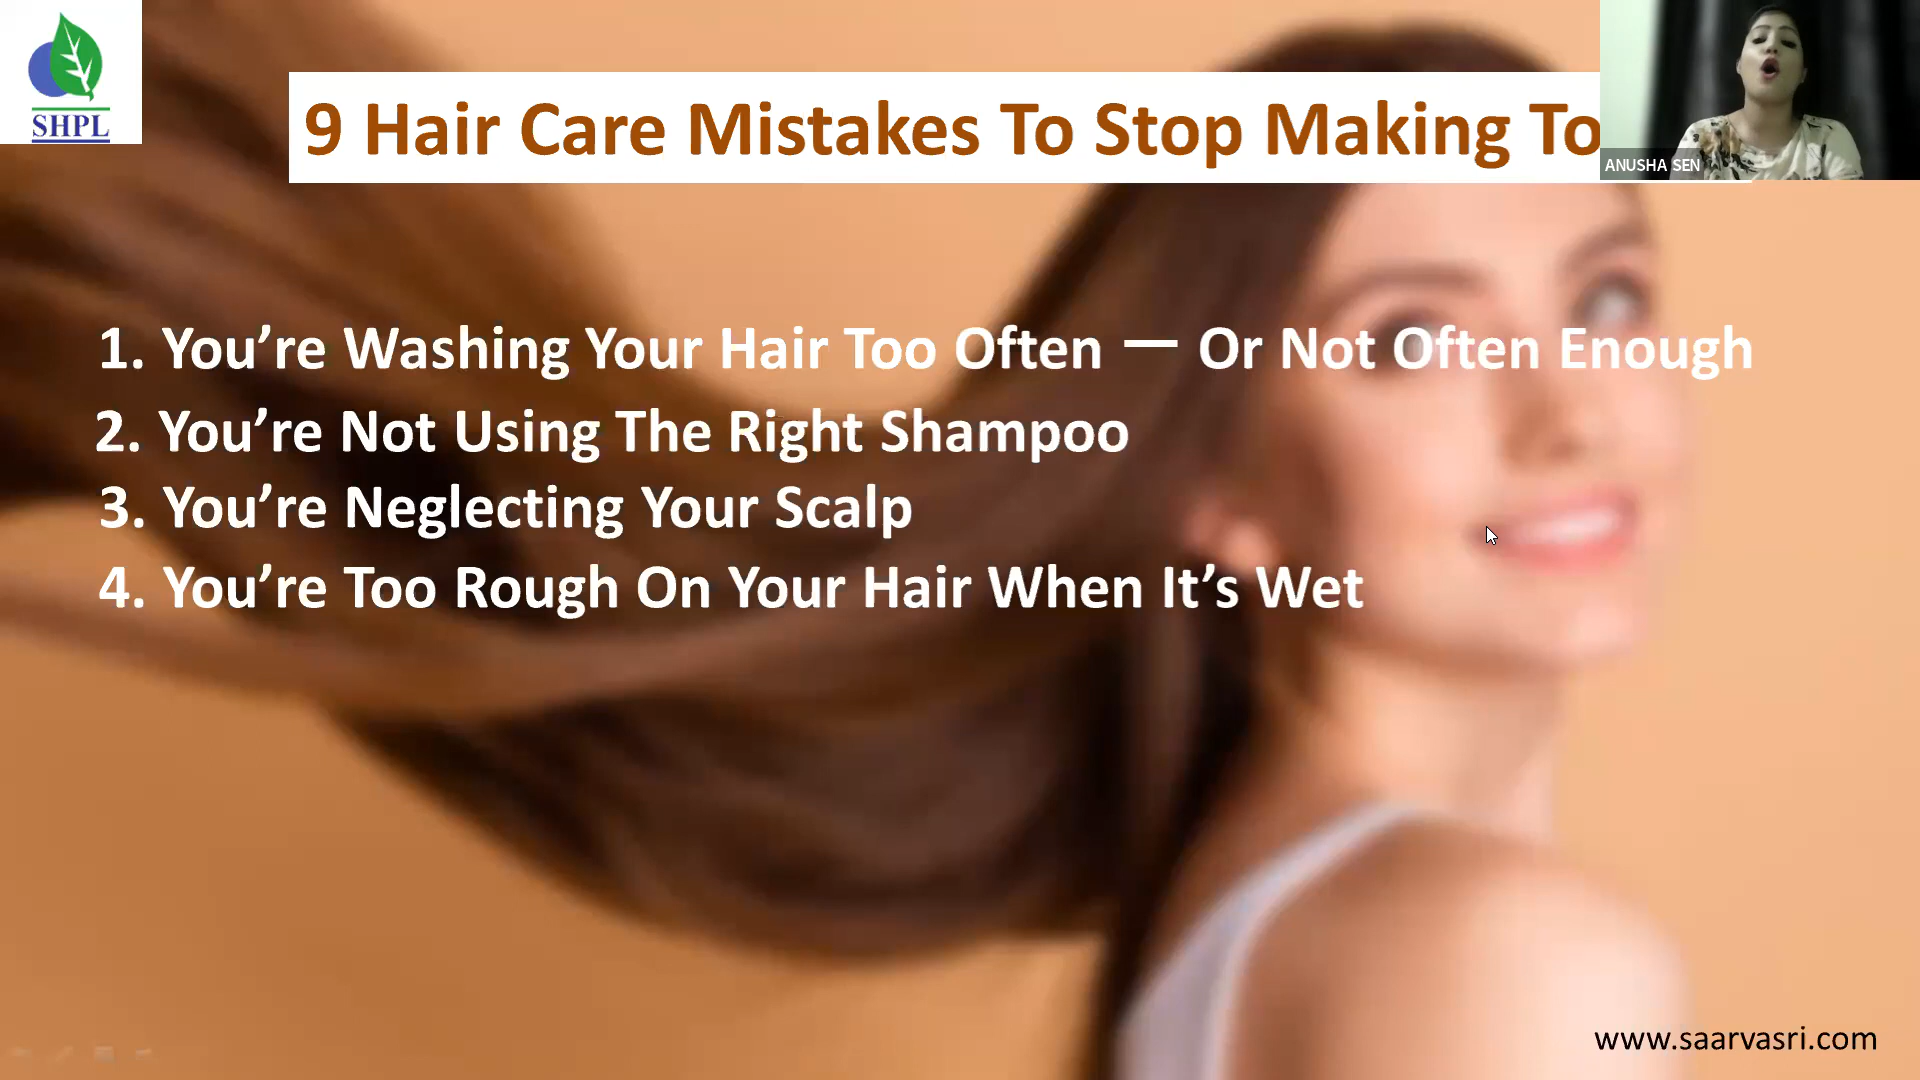 SHPL
9 Hair Care Mistakes To Stop Making To
ANUSHA SEN
1. You’re Washing Your Hair Too Often — Or Not Often Enough
2. You’re Not Using The Right Shampoo
3. You’re Neglecting Your Scalp
4. You’re Too Rough On Your Hair When It’s Wet
www.saarvasri.com